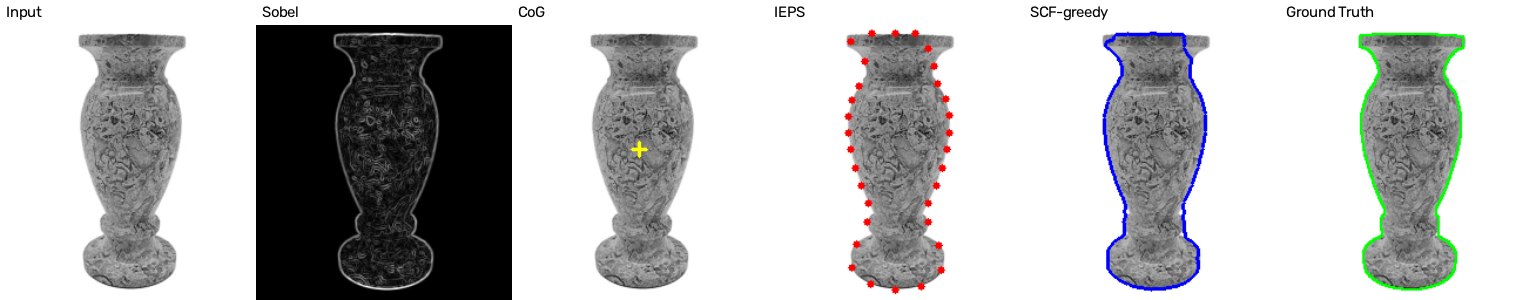 Input
Sobel
CoG
IEPS
SCF-greedy
Ground Truth